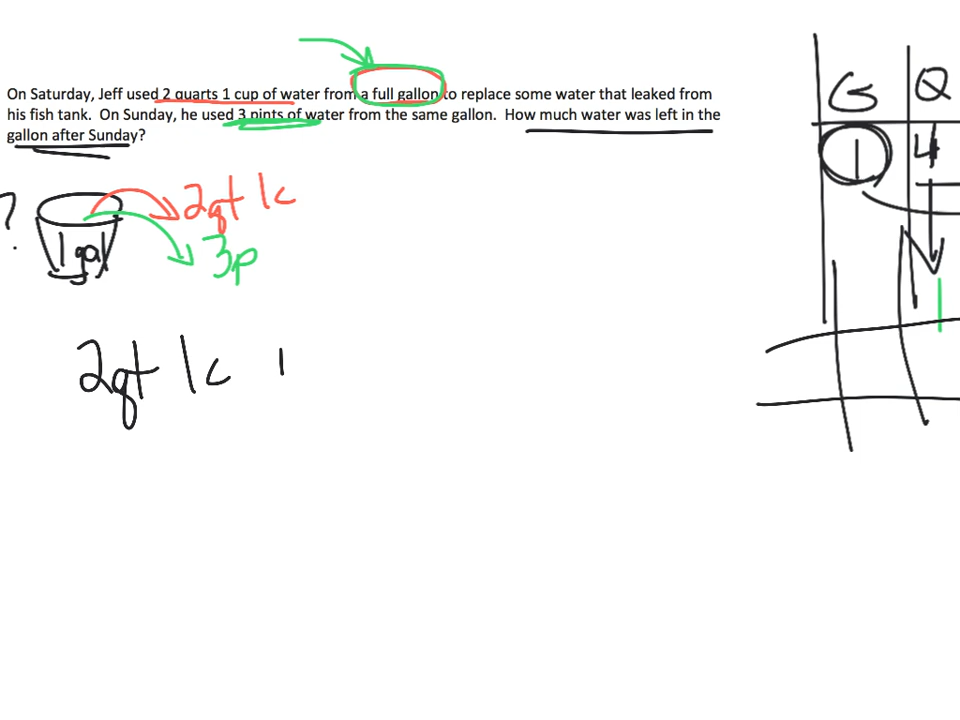 On Saturday, Jeff used 2 quarts 1 cup of water from a full gallon to replace some water that leaked from
his fish tank. On Sunday, he used 3 pints of water from the same gallon. How much water was left in the
gallon after Sunday?
G Q
1 4
?
1 gal
2qt 1c
3p
2qt 1c